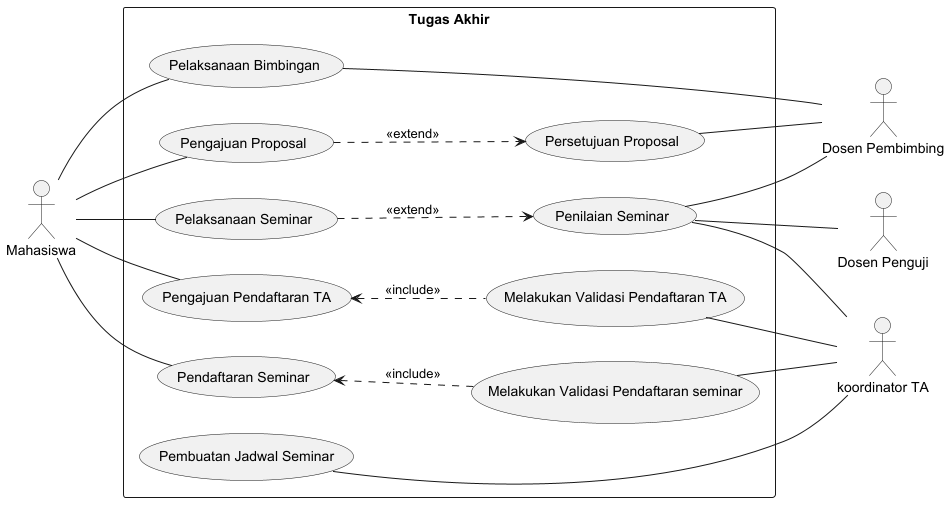 Tugas Akhir
Pelaksanaan Bimbingan
Pengajuan Proposal
«extend»
Persetujuan Proposal
Dosen Pembimbing
Pelaksanaan Seminar
«extend»
Penilaian Seminar
Mahasiswa
Dosen Penguji
Pengajuan Pendaftaran TA
«include»
Melakukan Validasi Pendaftaran TA
Pendaftaran Seminar
«include»
Melakukan Validasi Pendaftaran seminar
koordinator TA
Pembuatan Jadwal Seminar